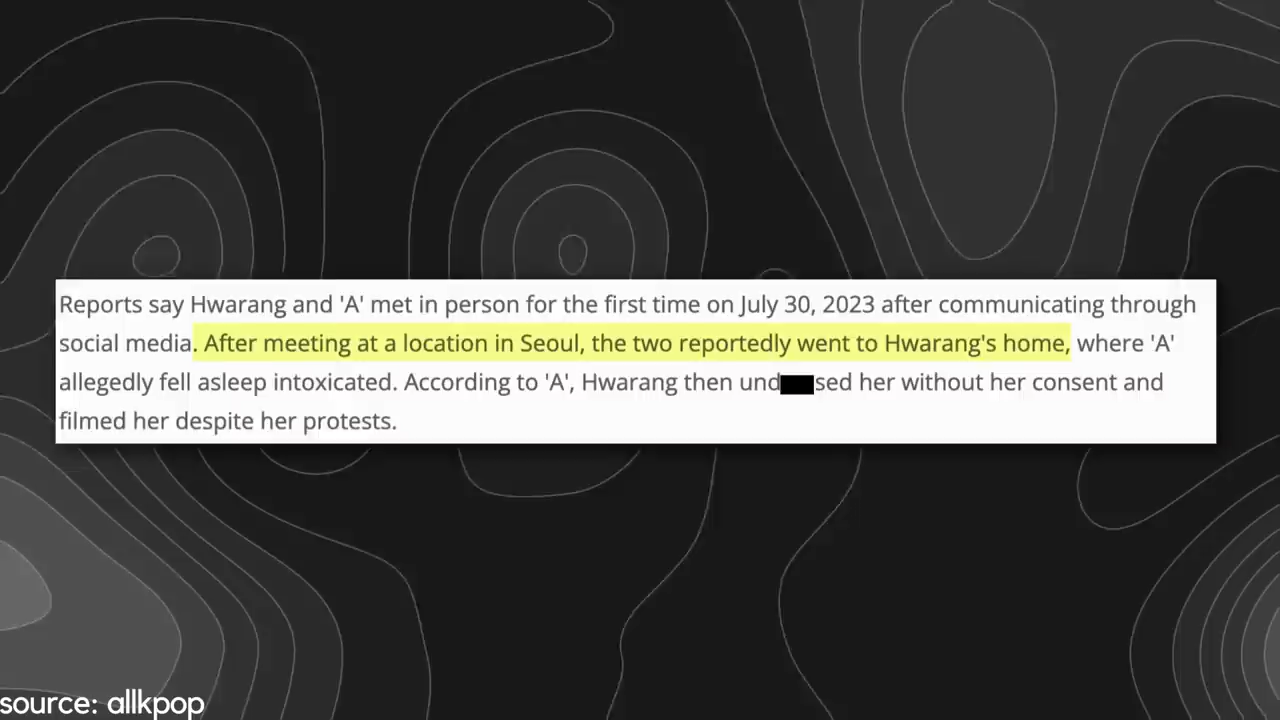 Reports say Hwarang and 'A' met in person for the first time on July 30, 2023 after communicating through
social media. After meeting at a location in Seoul, the two reportedly went to Hwarang's home, where 'A'
allegedly fell asleep intoxicated. According to 'A', Hwarang then und sed her without her consent and
filmed her despite her protests.
source: allkpop